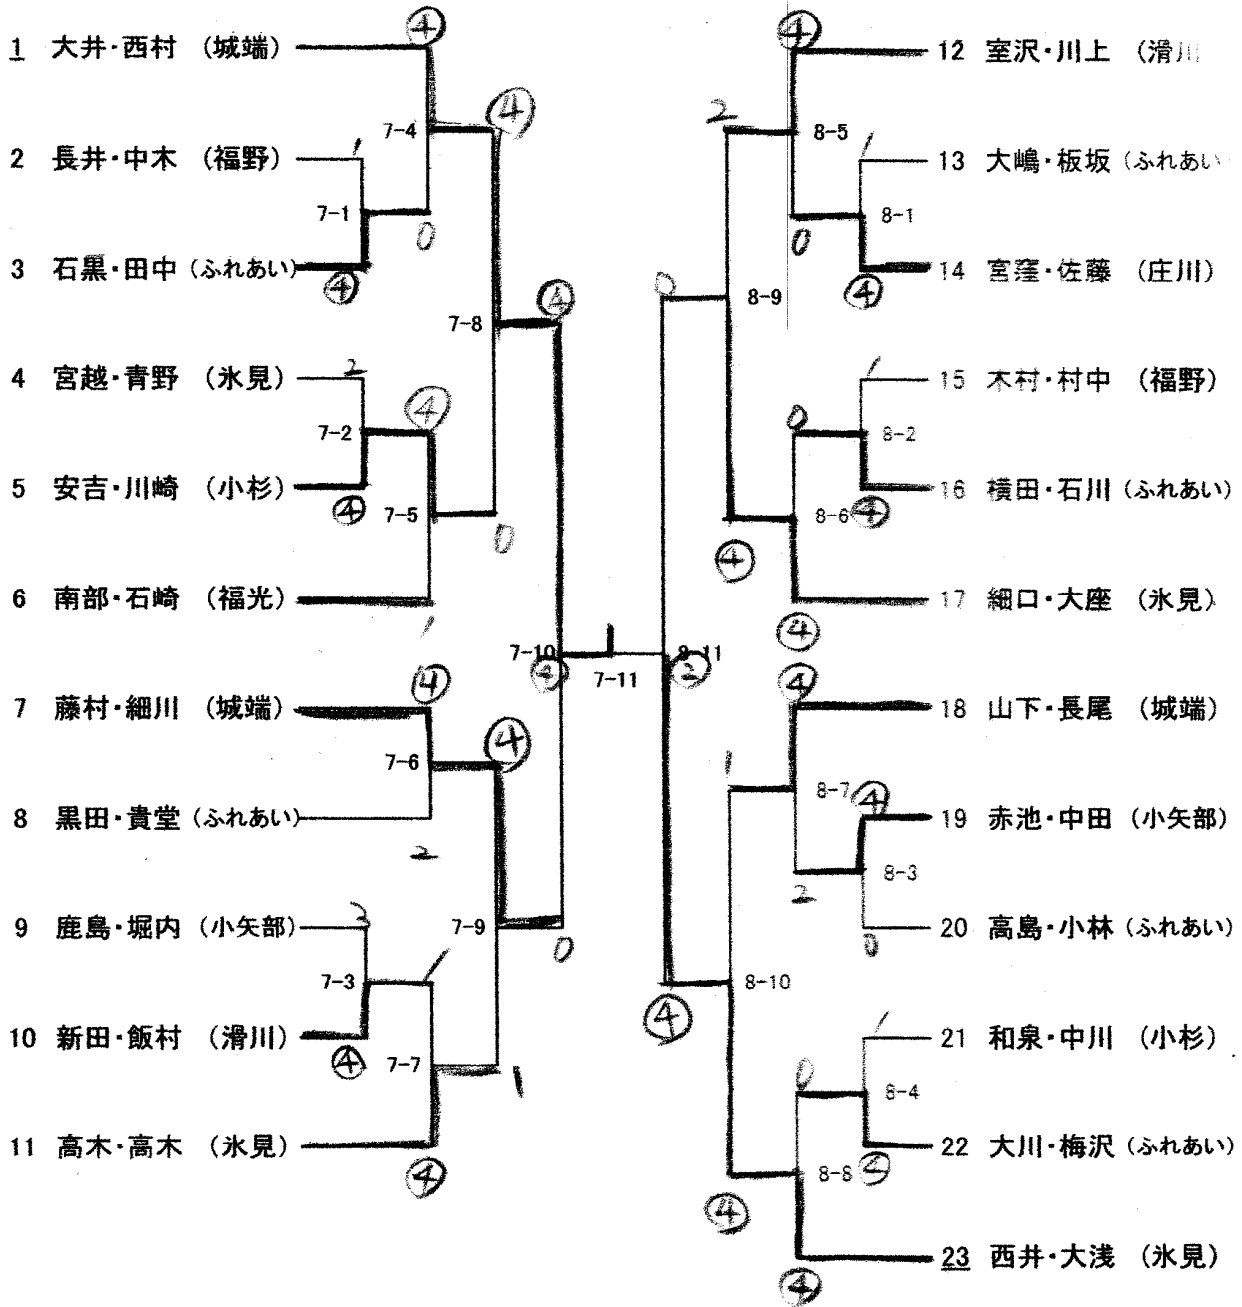 1 大井・西村 (城端)
2 長井・中木 (福野)
3 石黒・田中 (ふれあい)
4 宮越・青野 (氷見)
5 安吉・川崎 (小杉)
6 南部・石崎 (福光)
7 藤村・細川 (城端)
8 黒田・貴堂 (ふれあい)
9 鹿島・堀内 (小矢部)
10 新田・飯村 (滑川)
11 高木・高木 (氷見)
④
7-4
④
1
7-1
0
④
7-8
④
2
④
7-2
④
7-5
0
1
7-10
④
7-11
④
7-6
④
2
7-9
0
7-3
1
④
7-7
1
④
④
2
8-5
1
8-1
0
④
0
8-9
1
0
8-2
8-6
④
④
④
8-11
②
④
1
8-7
④
8-3
2
0
8-10
④
1
0
8-4
8-8
④
④
④
12 室沢・川上 (滑川
13 大嶋・板坂 (ふれあい
14 宮窪・佐藤 (庄川)
15 木村・村中 (福野)
16 横田・石川 (ふれあい)
17 細口・大座 (氷見)
18 山下・長尾 (城端)
19 赤池・中田 (小矢部)
20 高島・小林 (ふれあい)
21 和泉・中川 (小杉)
22 大川・梅沢 (ふれあい)
23 西井・大浅 (氷見)